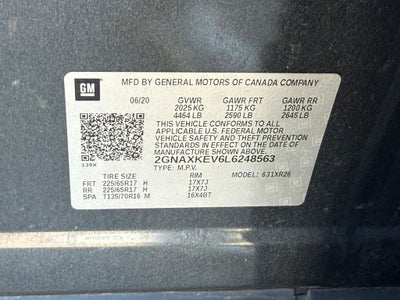 GM
MFD BY GENERAL MOTORS OF CANADA COMPANY
06/20 GVWR GAWR FRT GAWR RR
2025 KG 1175 KG 1200 KG
4464 LB 2590 LB 2645 LB
THIS VEHICLE CONFORMS TO ALL
APPLICABLE U.S. FEDERAL MOTOR
VEHICLE SAFETY AND THEFT PREVENTION
STANDARDS IN EFFECT ON THE DATE OF
MANUFACTURE SHOWN ABOVE.
2GNAXKEV6L6248563
139X TYPE: M.P.V. MODEL: 631XR26
TIRE SIZE RIM
FRT 225/65R17 H 17X7J
RR 225/65R17 H 17X7J
SPA T135/70R16 M 16X4BT